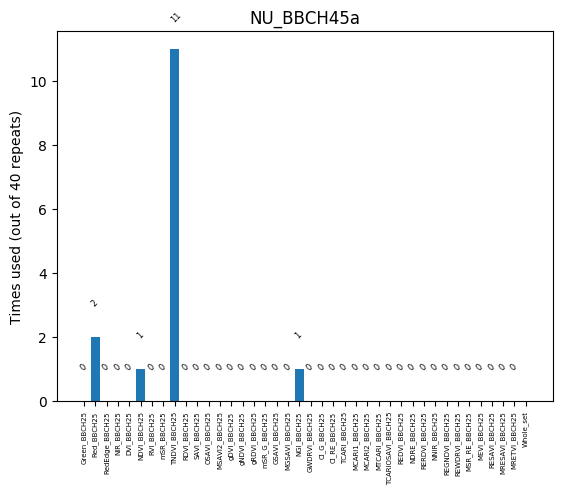 NU_BBCH45a
Times used (out of 40 repeats)
10
8
6
4
2
0
0 2 0 0 0 1 0 0 11 0 0 0 0 0 0 0 0 0 0 1 0 0 0 0 0 0 0 0 0 0 0 0 0 0 0 0 0 0 0
Green_BBCH25
Red_BBCH25
RedEdge_BBCH25
NIR_BBCH25
DVI_BBCH25
NDVI_BBCH25
RVI_BBCH25
mSR_BBCH25
TNDVI_BBCH25
RDVI_BBCH25
SAVI_BBCH25
OSAVI_BBCH25
MSAVI2_BBCH25
gDVI_BBCH25
gNDVI_BBCH25
gRDVI_BBCH25
mSR_G_BBCH25
GSAVI_BBCH25
MGSAVI_BBCH25
NGI_BBCH25
GWDRVI_BBCH25
CI_G_BBCH25
CI_RE_BBCH25
TCARI_BBCH25
MCARI1_BBCH25
MCARI2_BBCH25
MTCARI_BBCH25
TCARIOSAVI_BBCH25
REDVI_BBCH25
NDRE_BBCH25
RERDVI_BBCH25
NNIR_BBCH25
REGNDVI_BBCH25
REWDRVI_BBCH25
MSR_RE_BBCH25
MEVI_BBCH25
RESAVI_BBCH25
MRESAVI_BBCH25
MRETVI_BBCH25
Whole_set